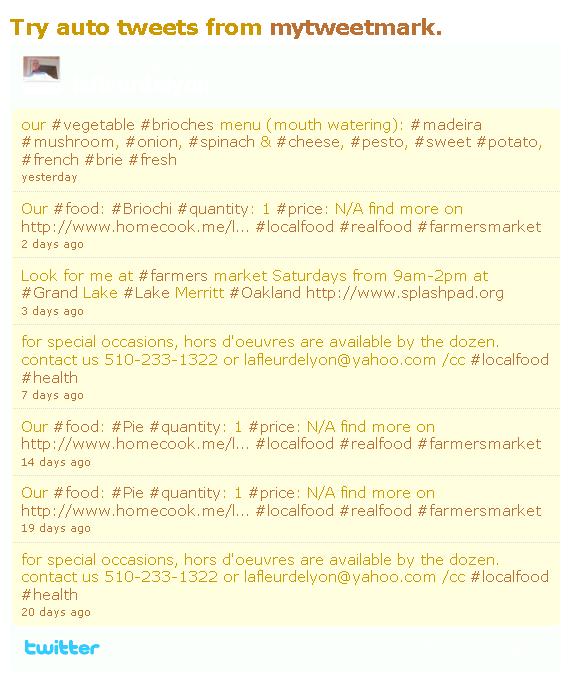 Try auto tweets from mytweetmark.
our #vegetable #brioches menu (mouth watering): #madeira
#mushroom, #onion, #spinach & #cheese, #pesto, #sweet #potato,
#french #brie #fresh
yesterday
Our #food: #Briochi #quantity: 1 #price: N/A find more on
http://www.homecook.me/l... #localfood #realfood #farmersmarket
2 days ago
Look for me at #farmers market Saturdays from 9am-2pm at
#Grand Lake #Lake Merritt #Oakland http://www.splashpad.org
3 days ago
for special occasions, hors d'oeuvres are available by the dozen.
contact us 510-233-1322 or lafleurdelyon@yahoo.com /cc #localfood
#health
7 days ago
Our #food: #Pie #quantity: 1 #price: N/A find more on
http://www.homecook.me/l... #localfood #realfood #farmersmarket
14 days ago
Our #food: #Pie #quantity: 1 #price: N/A find more on
http://www.homecook.me/l... #localfood #realfood #farmersmarket
19 days ago
for special occasions, hors d'oeuvres are available by the dozen.
contact us 510-233-1322 or lafleurdelyon@yahoo.com /cc #localfood
#health
20 days ago
twitter